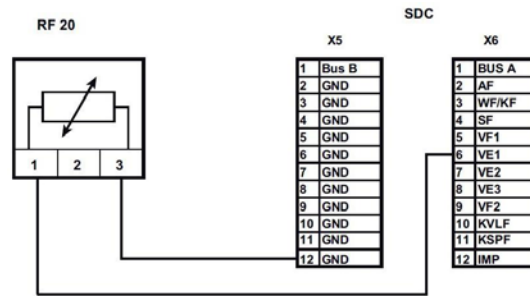 SDC
RF 20
X5
X6
1 Bus B
2 GND
3 GND
4 GND
5 GND
6 GND
7 GND
8 GND
9 GND
10 GND
11 GND
12 GND
1 BUS A
2 AF
3 WF/KF
4 SF
5 VF1
6 VE1
7 VE2
8 VE3
9 VF2
10 KVLF
11 KSPF
12 IMP
1 2 3